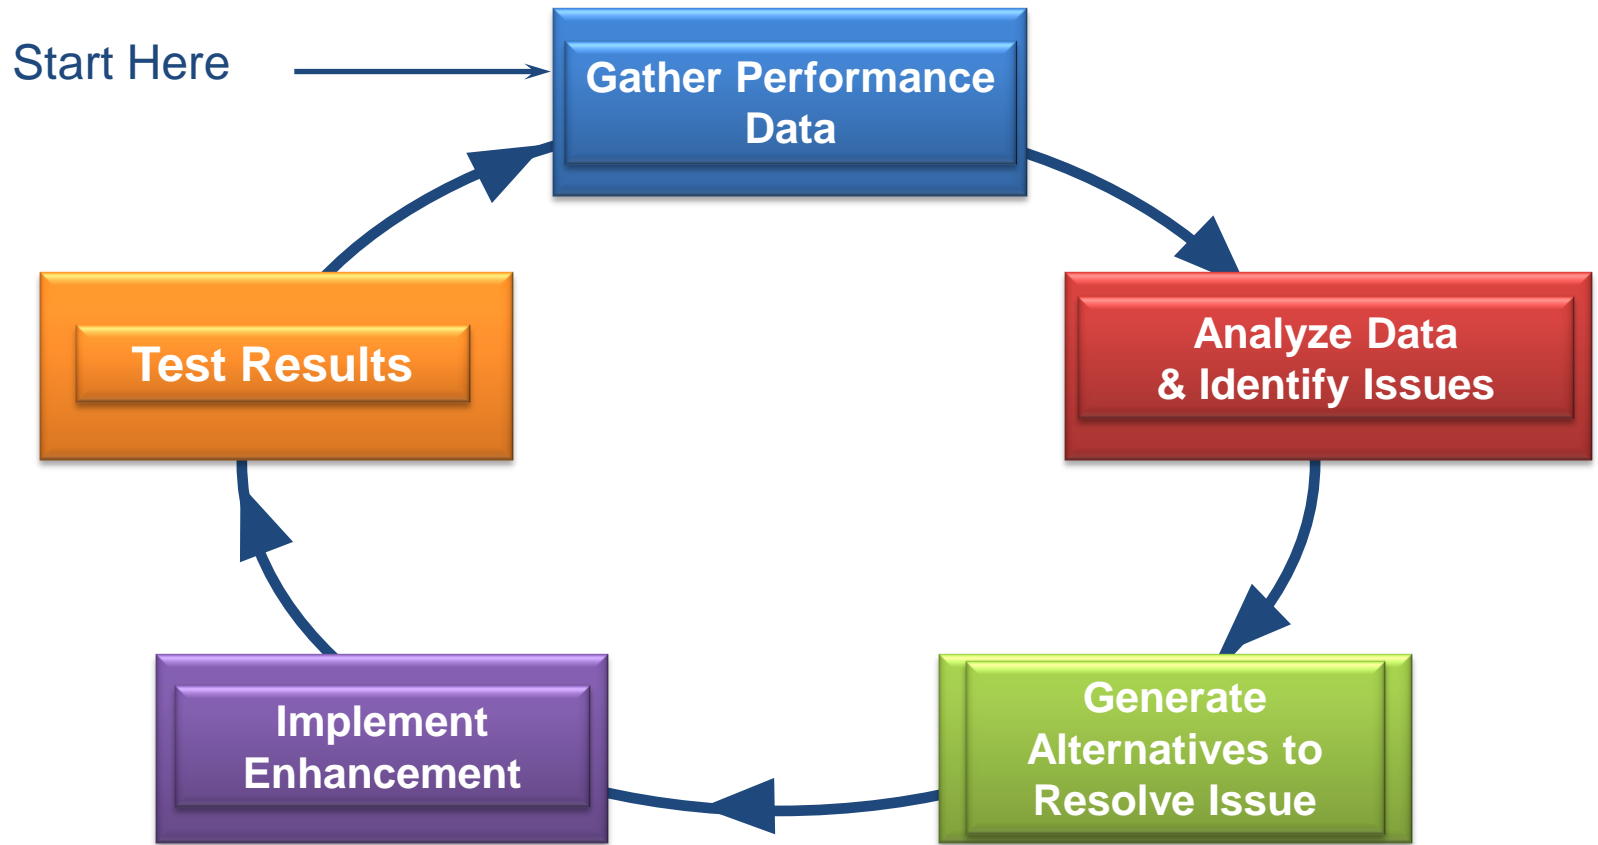 Start Here
Gather Performance
Data
Analyze Data
& Identify Issues
Generate
Alternatives to
Resolve Issue
Implement
Enhancement
Test Results